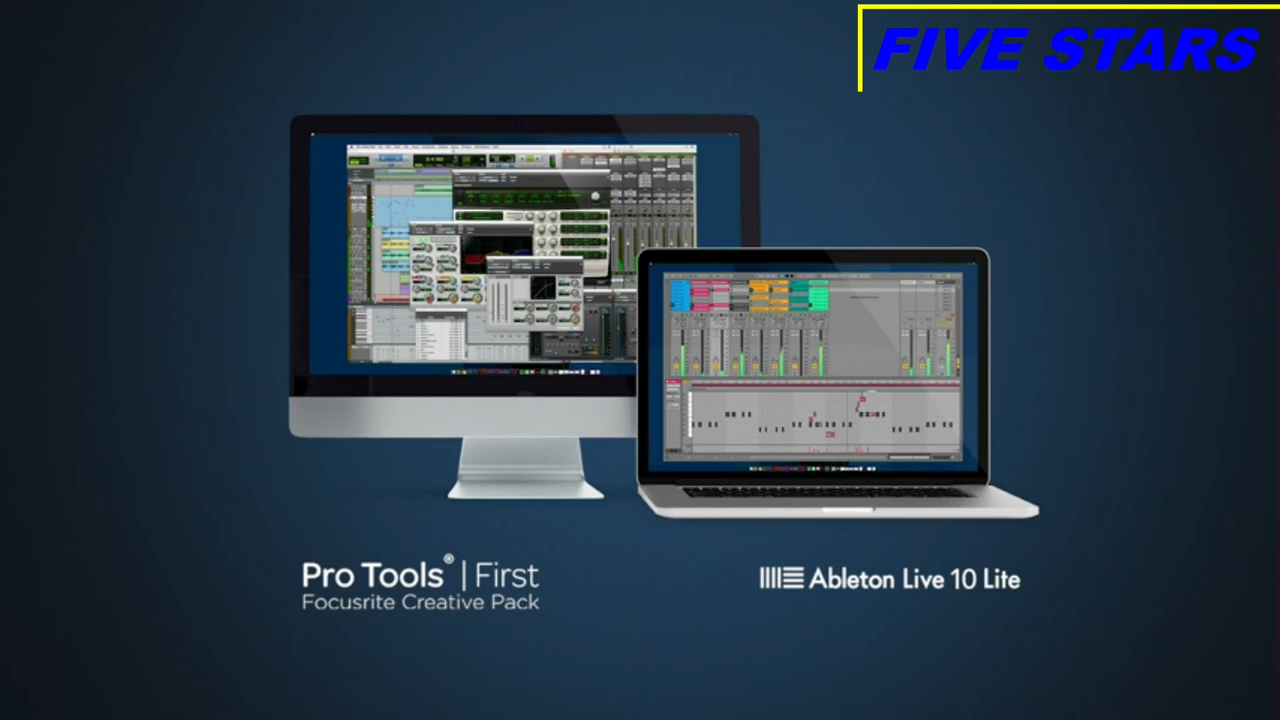 FIVE STARS
Pro Tools® | First
Focusrite Creative Pack
Ableton Live 10 Lite